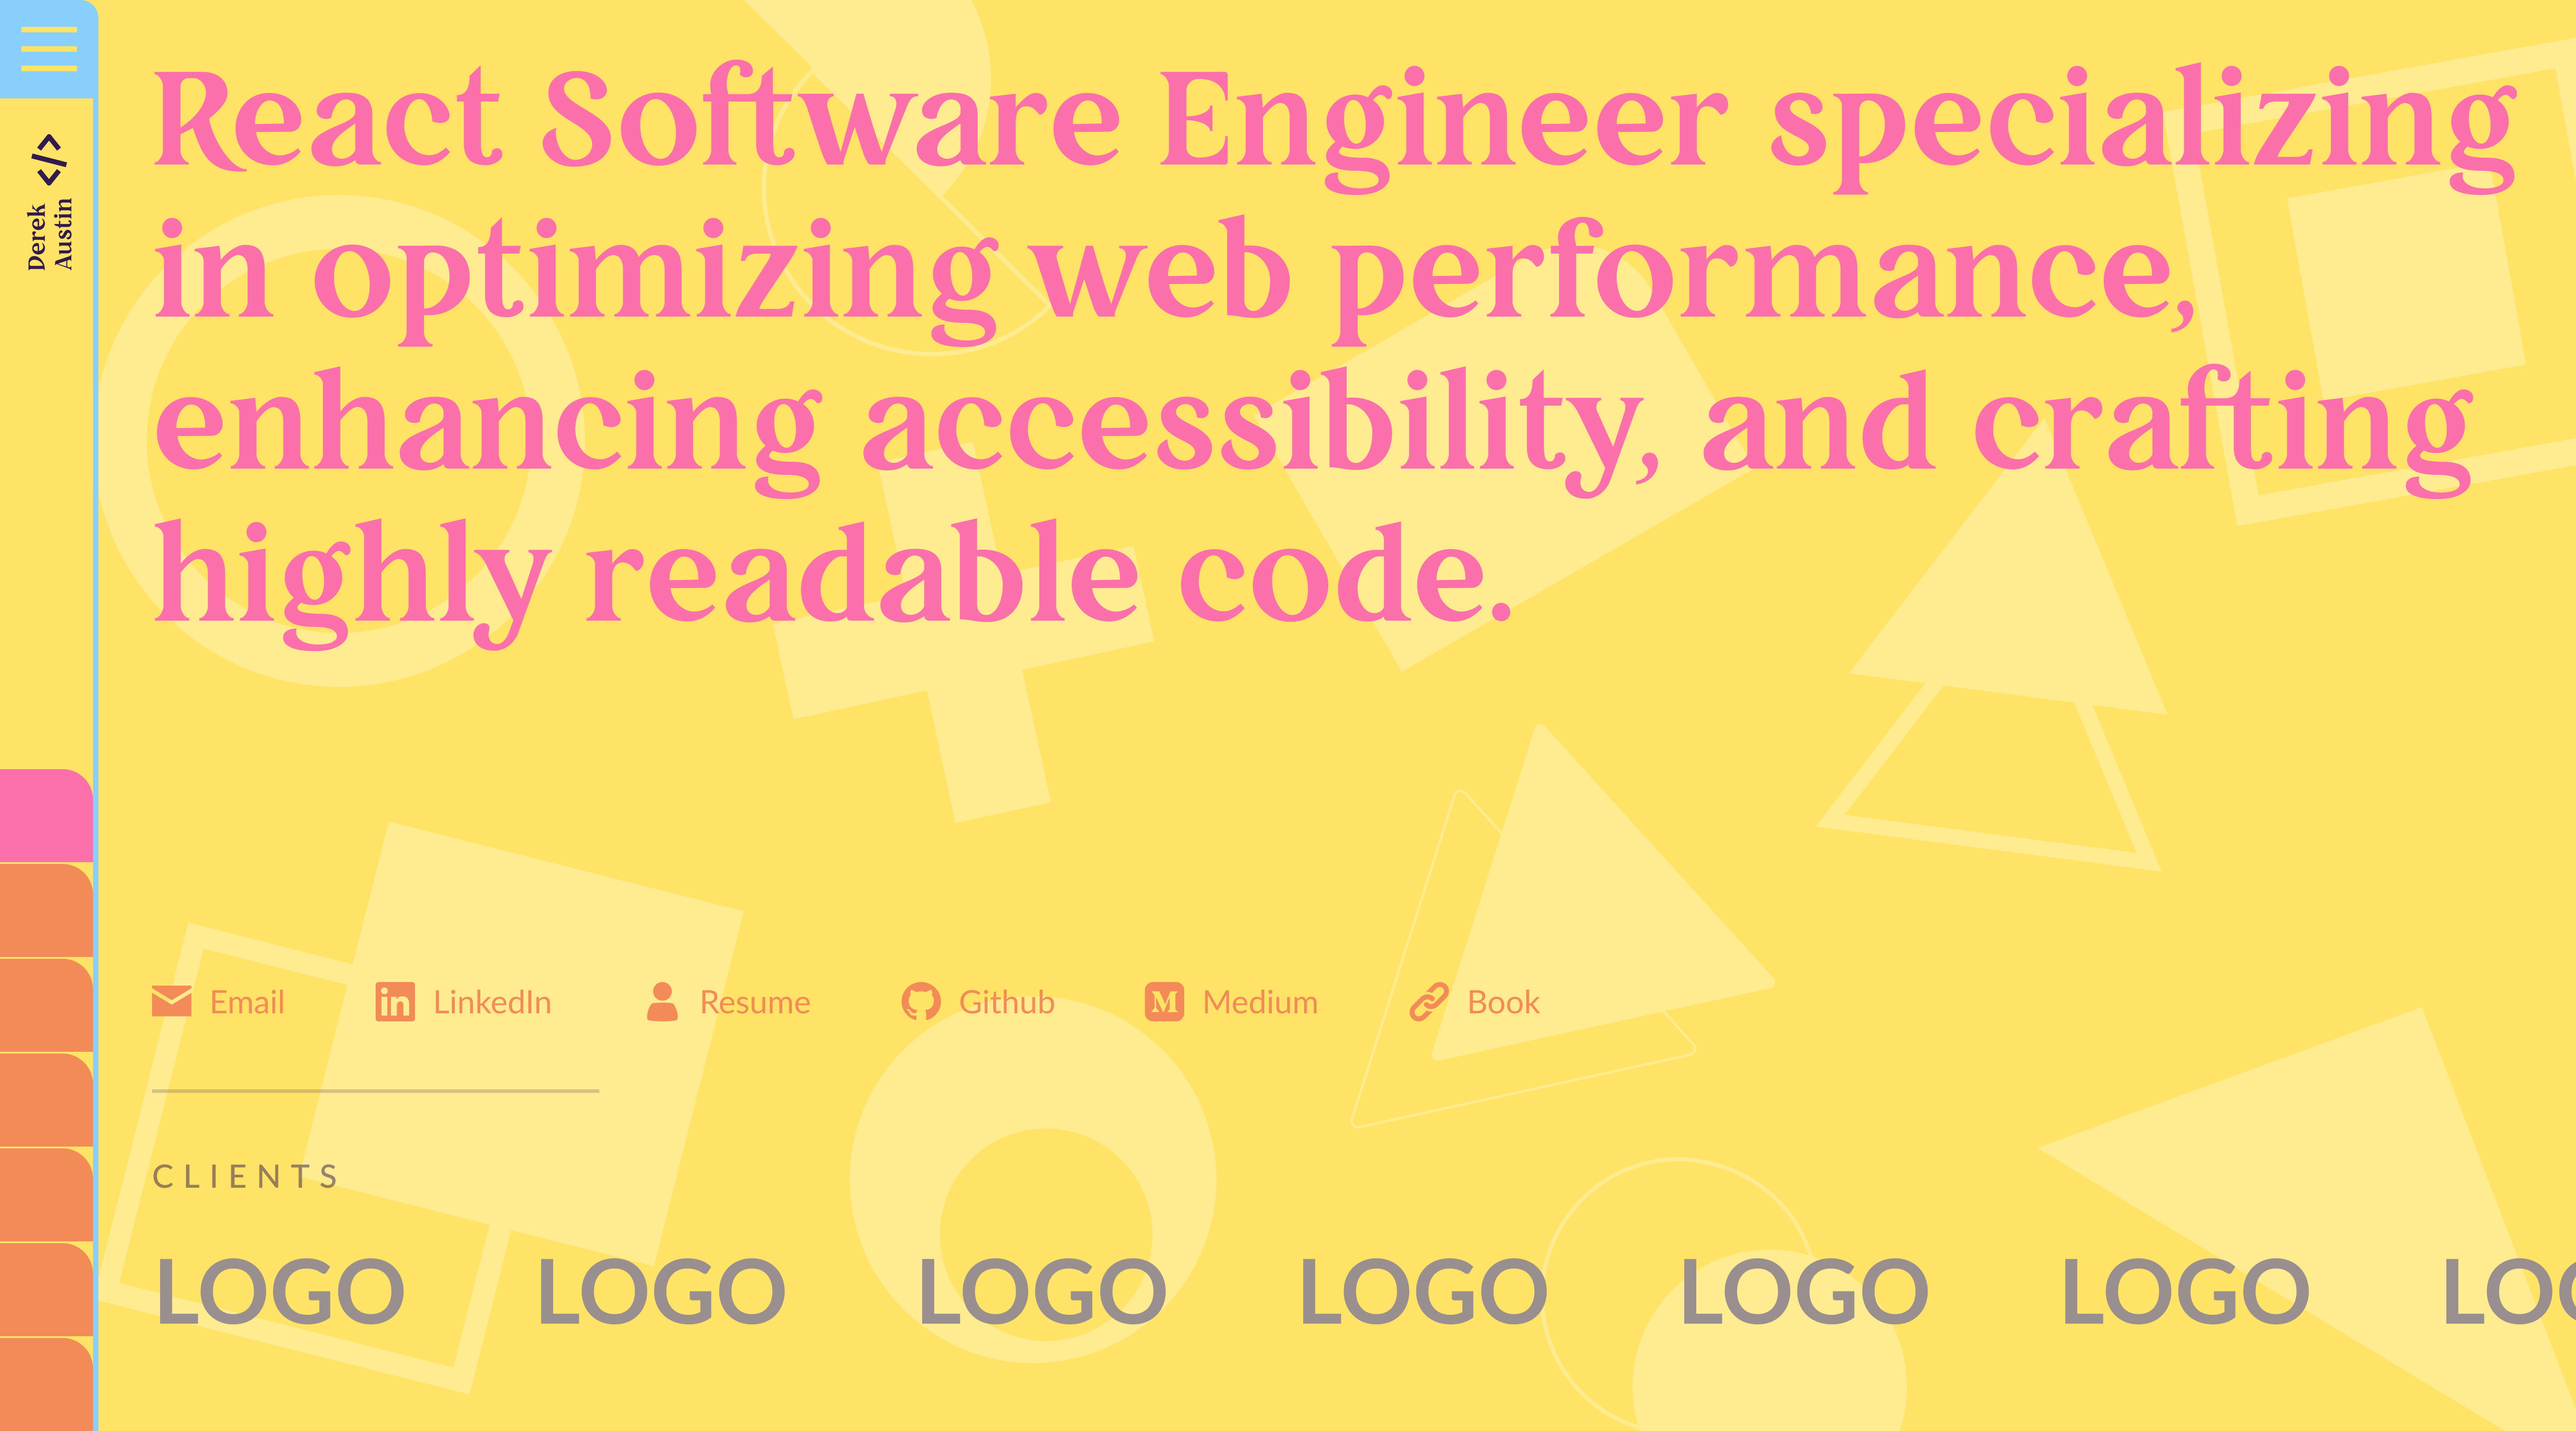 </>
Derek
Austin
React Software Engineer specializing
in optimizing web performance,
enhancing accessibility, and crafting
highly readable code.
Email LinkedIn Resume Github Medium Book
CLIENTS
LOGO LOGO LOGO LOGO LOGO LOGO LO